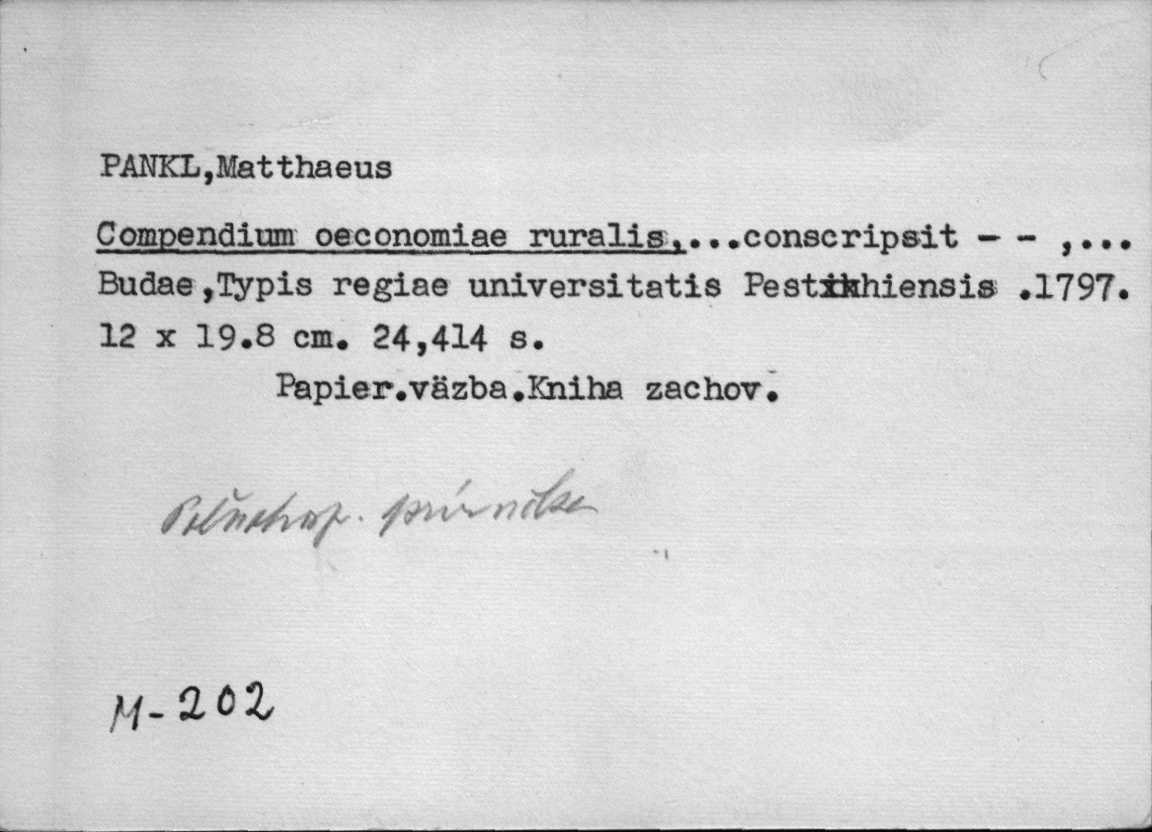 PANKL,Matthaeus
Compendium oeconomiae ruralis,...conscripsit - - ,...
Budae,Typis regiae universitatis Pestixkhiensis .1797.
12 x 19.8 cm. 24,414 s.
Papier.väzba.Kniha zachov.
M-202